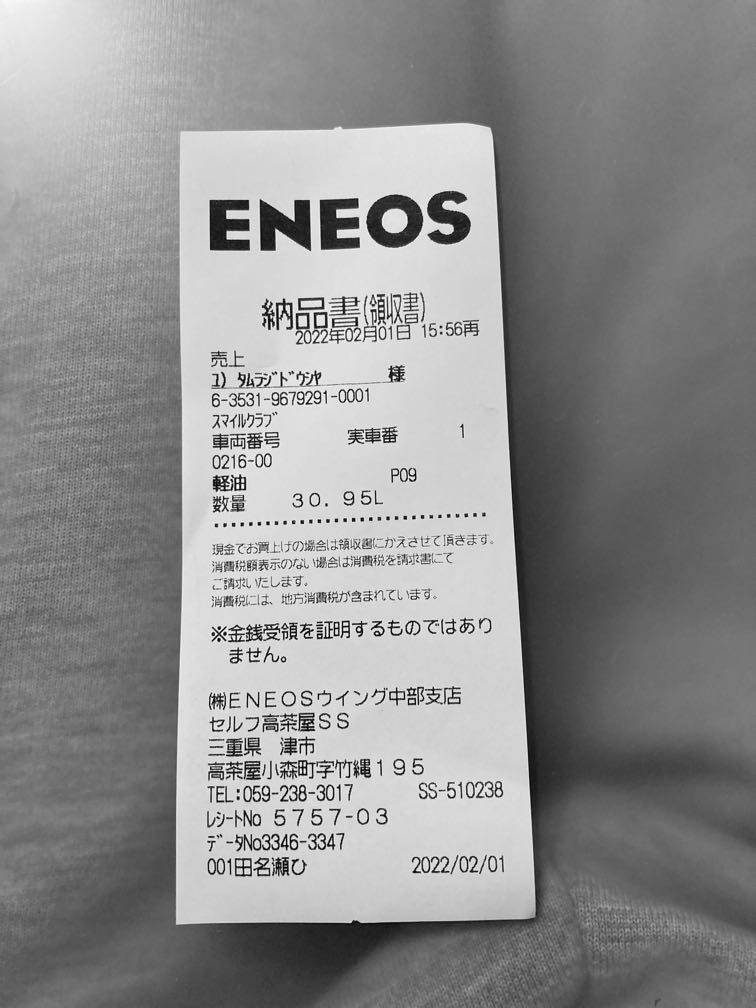 ENEOS
納品書(領収書)
2022年02月01日 15:56再
売上
ﾕ) ﾀﾑﾗｼﾞﾄﾞｳｼﾔ 様
6-3531-9679291-0001
ｽﾏｲﾙｸﾗﾌﾞ
車両番号 実車番 1
0216-00
軽油 P09
数量 30.95L
現金でお買上げの場合は領収書にかえさせて頂きます。
消費税額表示のない場合は消費税を請求書にて
ご請求いたします。
消費税には、地方消費税が含まれています。
※金銭受領を証明するものではあり
ません。
㈱ENEOSウイング中部支店
セルフ高茶屋SS
三重県 津市
高茶屋小森町字竹縄195
TEL:059-238-3017 SS-510238
ﾚｼｰﾄNo 5757-03
ﾃﾞｰﾀNo3346-3347
001田名瀬ひ 2022/02/01